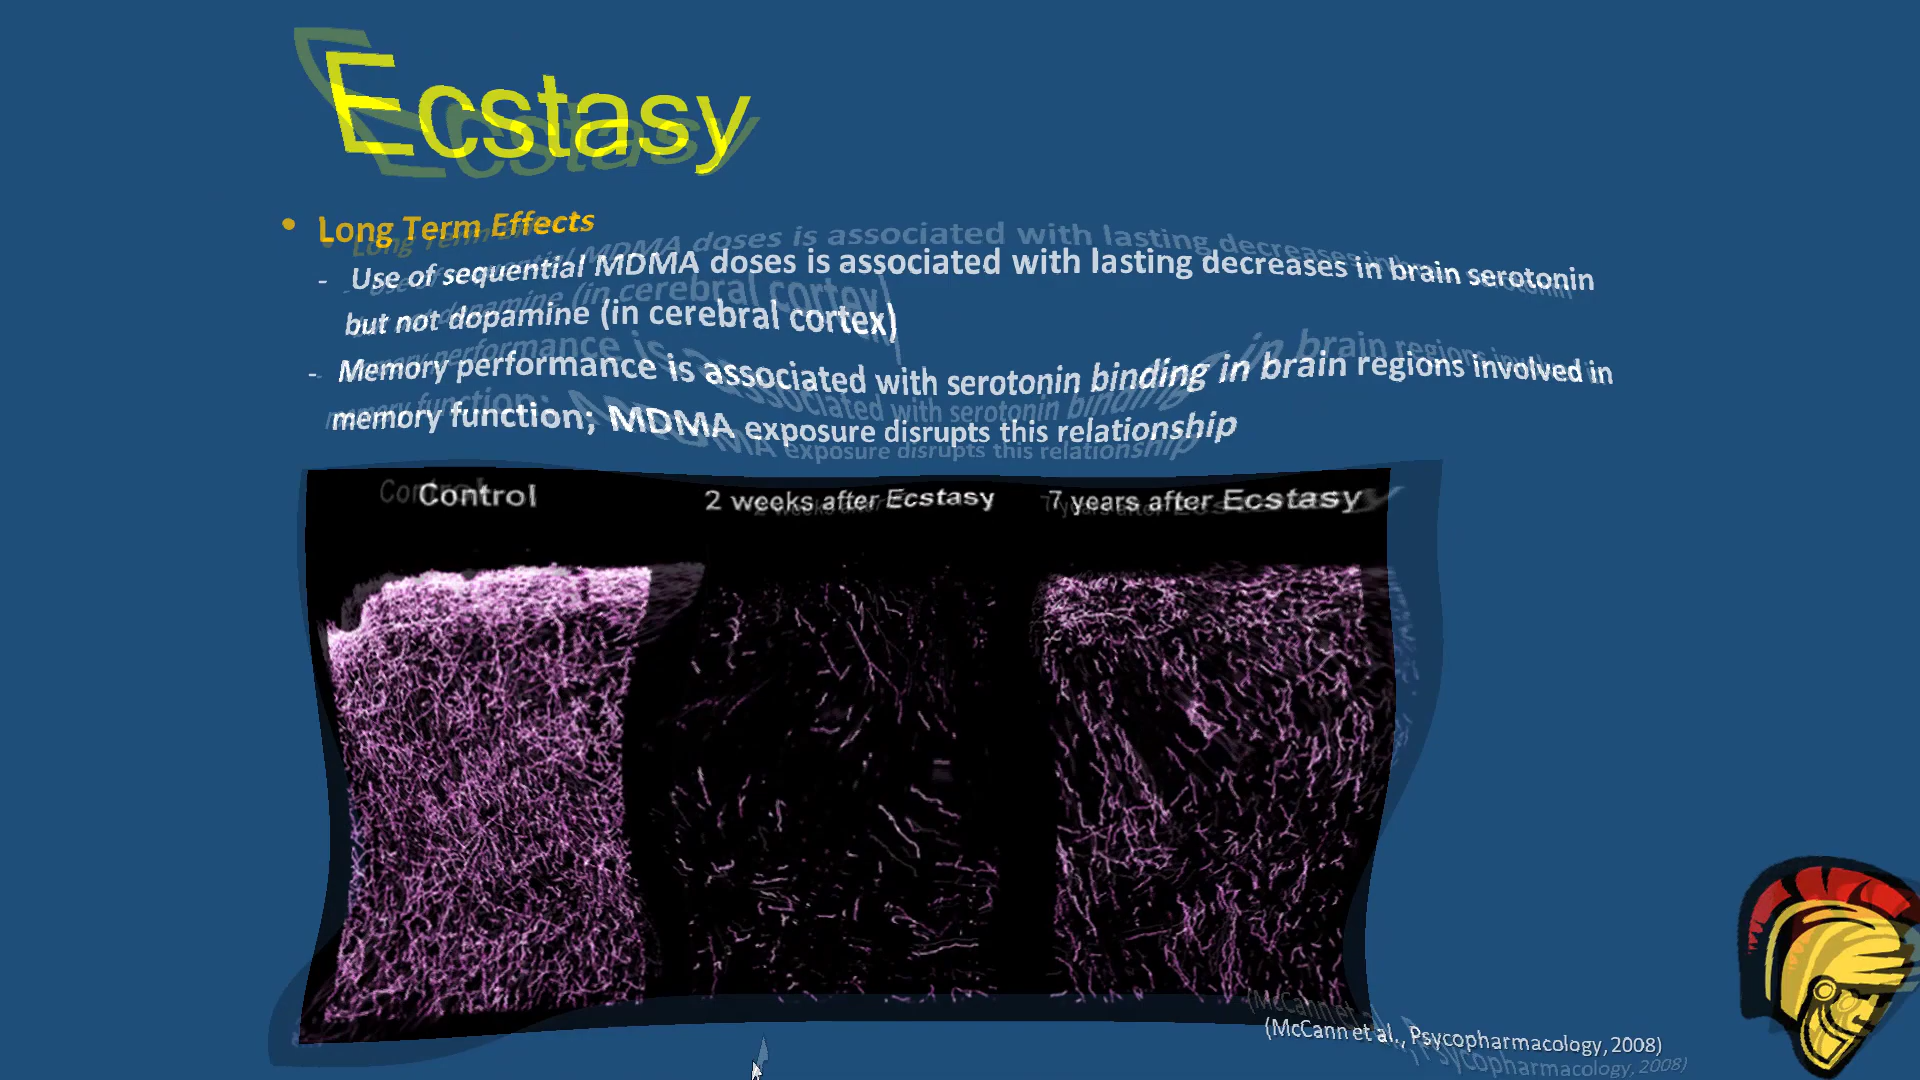 Ecstasy
• Long Term Effects
- Use of sequential MDMA doses is associated with lasting decreases in brain serotonin
but not dopamine (in cerebral cortex)
- Memory performance is associated with serotonin binding in brain regions involved in
memory function; MDMA exposure disrupts this relationship
Control 2 weeks after Ecstasy 7 years after Ecstasy
(McCann et al., Psycopharmacology, 2008)